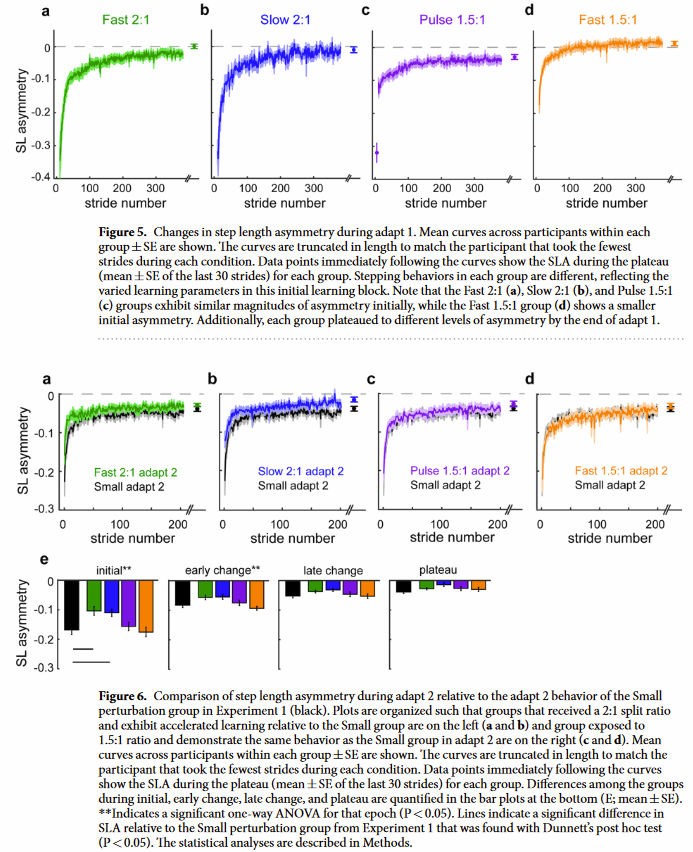 a Fast 2:1
b Slow 2:1
c Pulse 1.5:1
d Fast 1.5:1
SL asymmetry
0
-0.1
-0.2
-0.3
-0.4
0 100 200 300
0 100 200 300
0 100 200 300
0 100 200 300
stride number
stride number
stride number
stride number
Figure 5. Changes in step length asymmetry during adapt 1. Mean curves across participants within each
group ± SE are shown. The curves are truncated in length to match the participant that took the fewest
strides during each condition. Data points immediately following the curves show the SLA during the plateau
(mean ± SE of the last 30 strides) for each group. Stepping behaviors in each group are different, reflecting the
varied learning parameters in this initial learning block. Note that the Fast 2:1 (a), Slow 2:1 (b), and Pulse 1.5:1
(c) groups exhibit similar magnitudes of asymmetry initially, while the Fast 1.5:1 group (d) shows a smaller
initial asymmetry. Additionally, each group plateaued to different levels of asymmetry by the end of adapt 1.
a
b
c
d
SL asymmetry
0
-0.1
-0.2
-0.3
Fast 2:1 adapt 2
Small adapt 2
Slow 2:1 adapt 2
Small adapt 2
Pulse 1.5:1 adapt 2
Small adapt 2
Fast 1.5:1 adapt 2
Small adapt 2
0 100 200
0 100 200
0 100 200
0 100 200
stride number
stride number
stride number
stride number
e
initial**
early change**
late change
plateau
SL asymmetry
0
-0.1
-0.2
-0.3
Figure 6. Comparison of step length asymmetry during adapt 2 relative to the adapt 2 behavior of the Small
perturbation group in Experiment 1 (black). Plots are organized such that groups that received a 2:1 split ratio
and exhibit accelerated learning relative to the Small group are on the left (a and b) and group exposed to
1.5:1 ratio and demonstrate the same behavior as the Small group in adapt 2 are on the right (c and d). Mean
curves across participants within each group ± SE are shown. The curves are truncated in length to match the
participant that took the fewest strides during each condition. Data points immediately following the curves
show the SLA during the plateau (mean ± SE of the last 30 strides) for each group. Differences among the groups
during initial, early change, late change, and plateau are quantified in the bar plots at the bottom (E; mean ± SE).
**Indicates a significant one-way ANOVA for that epoch (P < 0.05). Lines indicate a significant difference in
SLA relative to the Small perturbation group from Experiment 1 that was found with Dunnett's post hoc test
(P < 0.05). The statistical analyses are described in Methods.